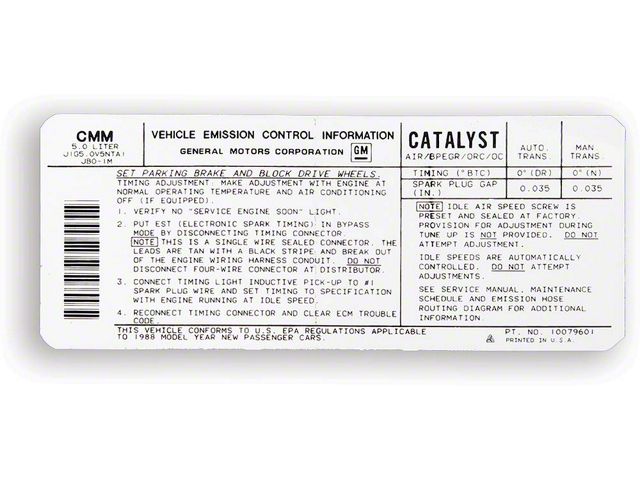 CMM
5.0 LITER
J1G5.0V5NTA1
JBO-1M
VEHICLE EMISSION CONTROL INFORMATION
GENERAL MOTORS CORPORATION GM
SET PARKING BRAKE AND BLOCK DRIVE WHEELS.
TIMING ADJUSTMENT. MAKE ADJUSTMENT WITH ENGINE AT
NORMAL OPERATING TEMPERATURE AND AIR CONDITIONING
OFF (IF EQUIPPED).
1. VERIFY NO "SERVICE ENGINE SOON" LIGHT.
2. PUT EST (ELECTRONIC SPARK TIMING) IN BYPASS
MODE BY DISCONNECTING TIMING CONNECTOR.
NOTE THIS IS A SINGLE WIRE SEALED CONNECTOR. THE
LEADS ARE TAN WITH A BLACK STRIPE AND BREAK OUT
OF THE ENGINE WIRING HARNESS CONDUIT. DO NOT
DISCONNECT FOUR-WIRE CONNECTOR AT DISTRIBUTOR.
3. CONNECT TIMING LIGHT INDUCTIVE PICK-UP TO #1
SPARK PLUG WIRE AND SET TIMING TO SPECIFICATION
WITH ENGINE RUNNING AT IDLE SPEED.
4. RECONNECT TIMING CONNECTOR AND CLEAR ECM TROUBLE
CODE.
THIS VEHICLE CONFORMS TO U.S. EPA REGULATIONS APPLICABLE
TO 1988 MODEL YEAR NEW PASSENGER CARS.
CATALYST
AIR/BPEGR/ORC/OC
AUTO. TRANS.
MAN TRANS.
TIMING (°BTC) 0° (DR) 0° (N)
SPARK PLUG GAP (IN.) 0.035 0.035
NOTE IDLE AIR SPEED SCREW IS
PRESET AND SEALED AT FACTORY.
PROVISION FOR ADJUSTMENT DURING
TUNE UP IS NOT PROVIDED. DO NOT
ATTEMPT ADJUSTMENT.
IDLE SPEEDS ARE AUTOMATICALLY
CONTROLLED. DO NOT ATTEMPT
ADJUSTMENTS.
SEE SERVICE MANUAL, MAINTENANCE
SCHEDULE AND EMISSION HOSE
ROUTING DIAGRAM FOR ADDITIONAL
INFORMATION.
PT. NO. 10079601
PRINTED IN U.S.A.